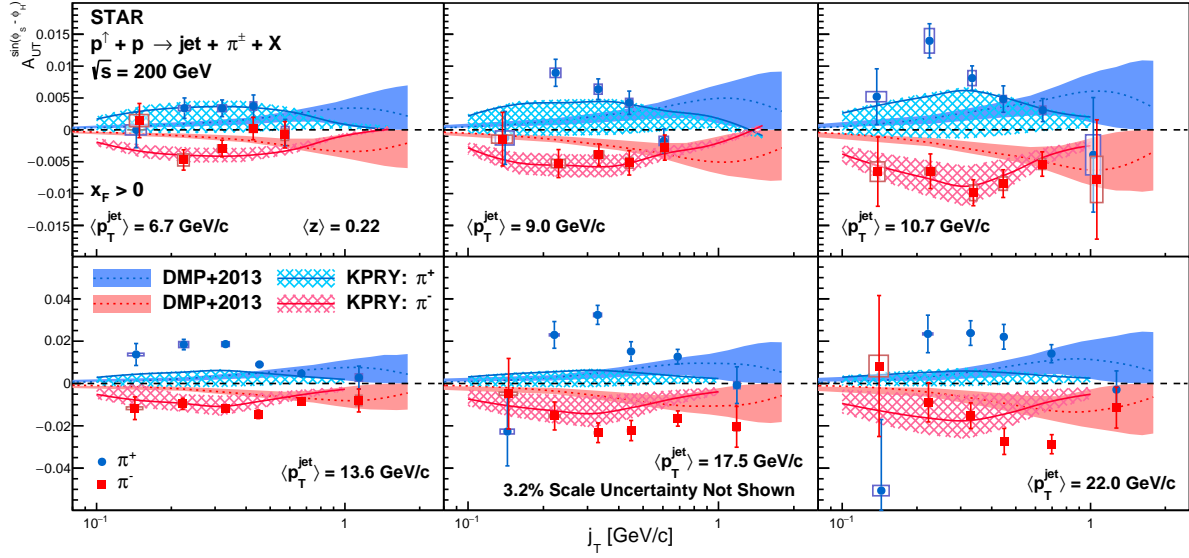 A_UT^sin(φ_S - φ_H)
STAR
p↑ + p → jet + π± + X
√s = 200 GeV
x_F > 0
⟨p_T^jet⟩ = 6.7 GeV/c ⟨z⟩ = 0.22
⟨p_T^jet⟩ = 9.0 GeV/c
⟨p_T^jet⟩ = 10.7 GeV/c
0.015
0.01
0.005
0
−0.005
−0.01
−0.015
DMP+2013 KPRY: π+
DMP+2013 KPRY: π-
0.04
0.02
0
−0.02
−0.04
π+
π-
⟨p_T^jet⟩ = 13.6 GeV/c
⟨p_T^jet⟩ = 17.5 GeV/c
3.2% Scale Uncertainty Not Shown
⟨p_T^jet⟩ = 22.0 GeV/c
10⁻¹ 1 10⁻¹ 1 10⁻¹ 1
j_T [GeV/c]